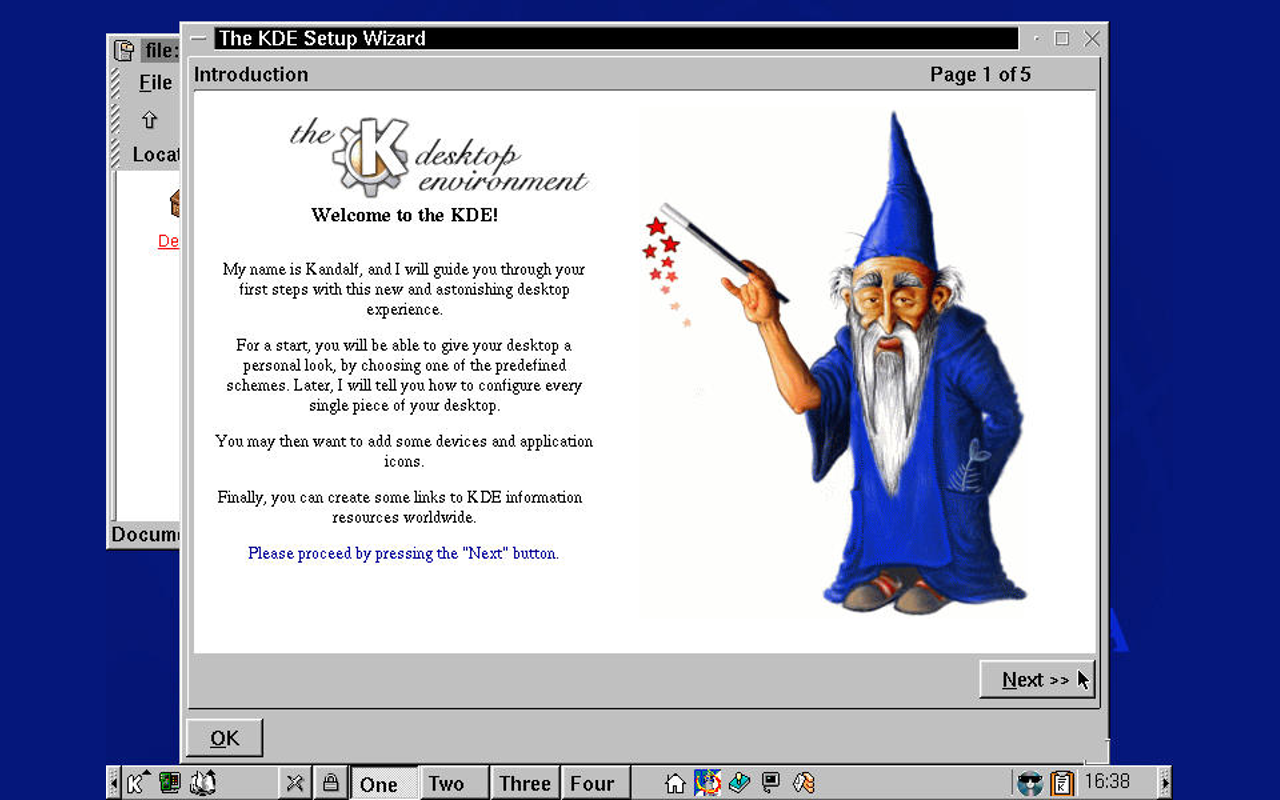 The KDE Setup Wizard
file:
Introduction
Page 1 of 5
File
Locat
the K desktop
environment
Welcome to the KDE!
My name is Kandalf, and I will guide you through your
first steps with this new and astonishing desktop
experience.
For a start, you will be able to give your desktop a
personal look, by choosing one of the predefined
schemes. Later, I will tell you how to configure every
single piece of your desktop.
De
You may then want to add some devices and application
icons.
Finally, you can create some links to KDE information
resources worldwide.
Please proceed by pressing the "Next" button.
Docum
A
Next >>
OK
K
One
Two
Three
Four
K
16:38